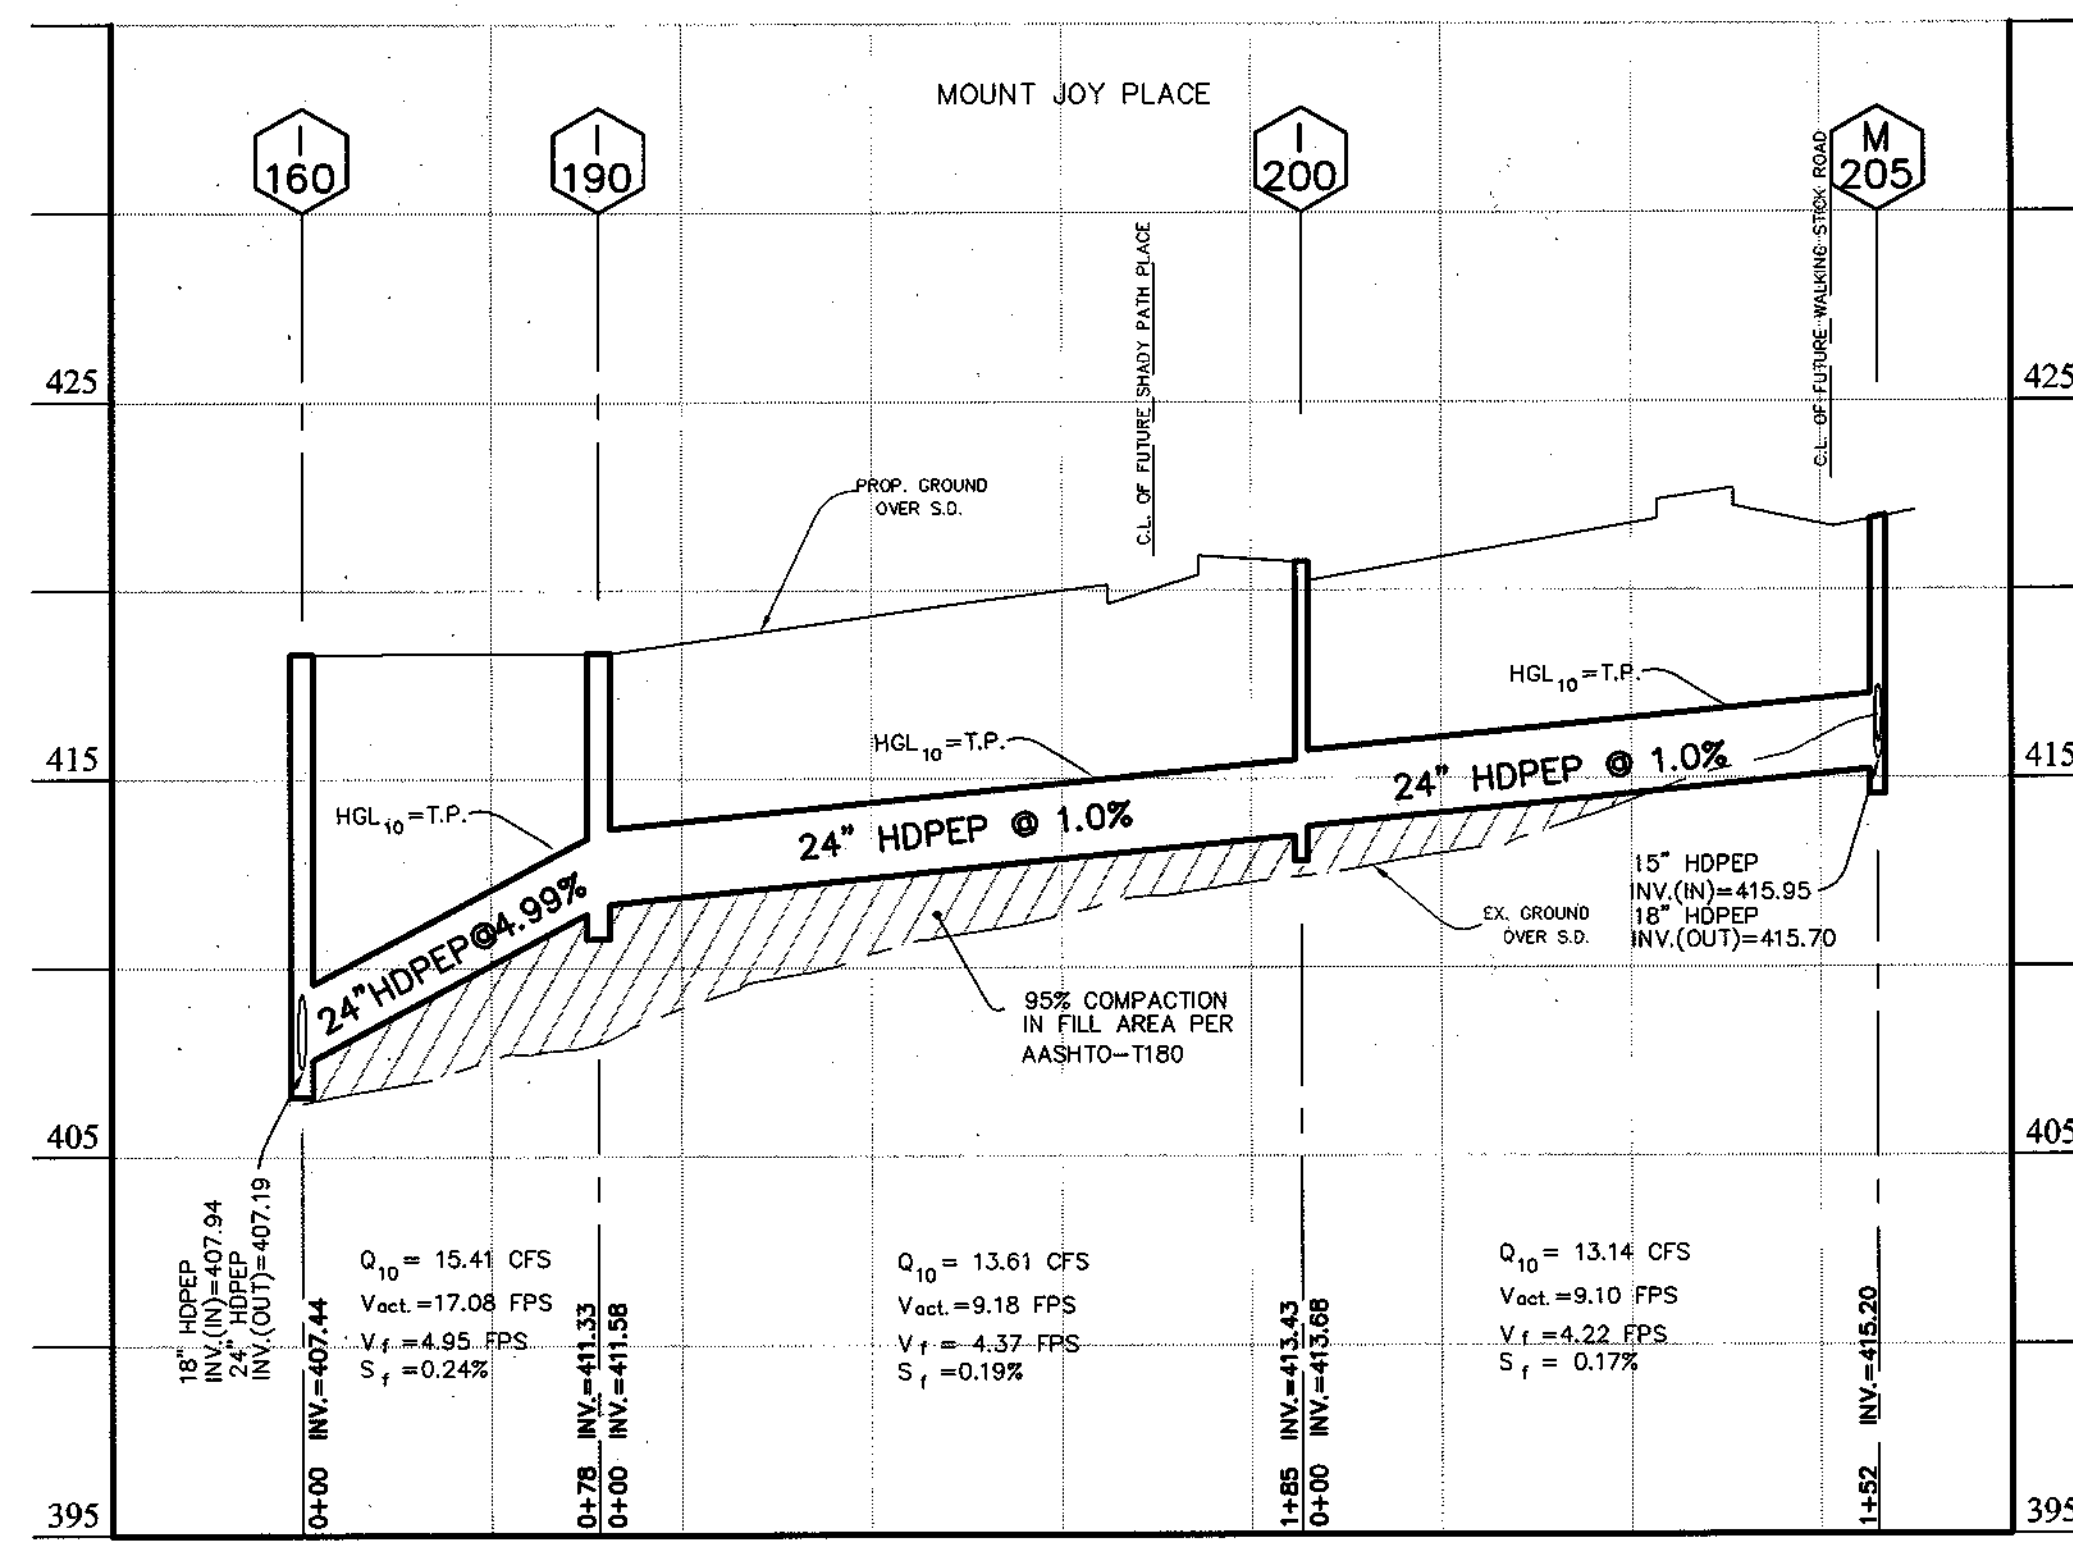 MOUNT JOY PLACE
I
160
I
190
I
200
M
205
C.L. OF FUTURE SHADY PATH PLACE
C.L. OF FUTURE WALKING STICK ROAD
425
425
PROP. GROUND
OVER S.D.
HGL10=T.P.
HGL10=T.P.
HGL10=T.P.
415
415
24" HDPEP@4.99%
24" HDPEP @ 1.0%
24" HDPEP @ 1.0%
15" HDPEP
INV.(IN)=415.95
18" HDPEP
INV.(OUT)=415.70
EX. GROUND
OVER S.D.
95% COMPACTION
IN FILL AREA PER
AASHTO-T180
405
405
18" HDPEP
INV.(IN)=407.94
24" HDPEP
INV.(OUT)=407.19
Q10= 15.41 CFS
Vact.=17.08 FPS
Vf=4.95 FPS
Sf=0.24%
Q10= 13.61 CFS
Vact.=9.18 FPS
Vf= 4.37 FPS
Sf=0.19%
Q10= 13.14 CFS
Vact.=9.10 FPS
Vf=4.22 FPS
Sf= 0.17%
0+00 INV.=407.44
0+78 INV.=411.33
0+00 INV.=411.58
1+85 INV.=413.43
0+00 INV.=413.68
1+52 INV.=415.20
395
395